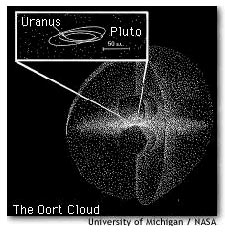 Uranus
Pluto
50 a.u.
The Oort Cloud
University of Michigan / NASA